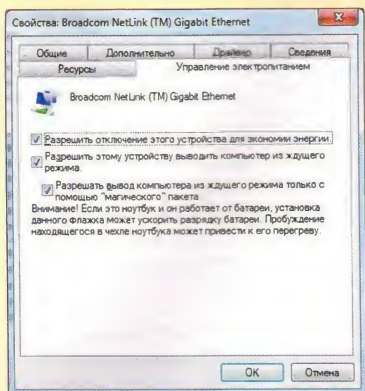 Свойства: Broadcom NetLink (TM) Gigabit Ethernet
Общие Дополнительно Драйвер Сведения
Ресурсы Управление электропитанием
Broadcom NetLink (TM) Gigabit Ethernet
Разрешить отключение этого устройства для экономии энергии.
Разрешить этому устройству выводить компьютер из ждущего
режима.
Разрешать вывод компьютера из ждущего режима только с
помощью "магического" пакета
Внимание! Если это ноутбук и он работает от батареи, установка
данного флажка может ускорить разрядку батареи. Пробуждение
находящегося в чехле ноутбука может привести к его перегреву.
OK Отмена